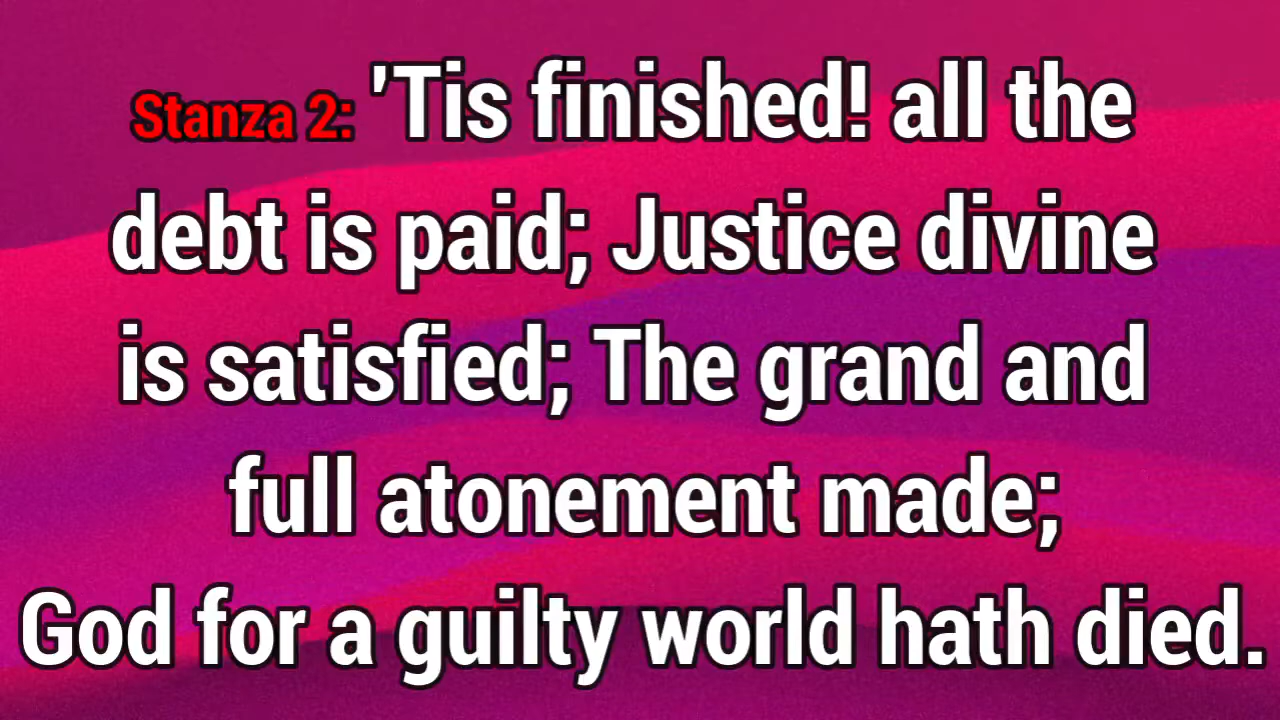 Stanza 2: 'Tis finished! all the
debt is paid; Justice divine
is satisfied; The grand and
full atonement made;
God for a guilty world hath died.